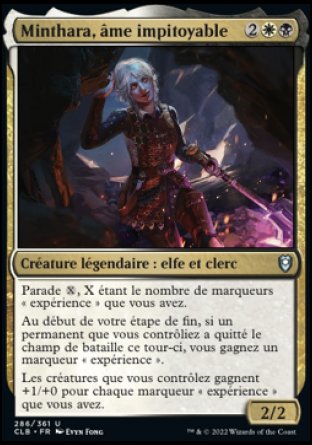 Minthara, âme impitoyable 2
Créature légendaire : elfe et clerc
Parade X, X étant le nombre de marqueurs
« expérience » que vous avez.
Au début de votre étape de fin, si un
permanent que vous contrôliez a quitté le
champ de bataille ce tour-ci, vous gagnez un
marqueur « expérience ».
Les créatures que vous contrôlez gagnent
+1/+0 pour chaque marqueur « expérience » que
vous avez.
2/2
286/361 U
CLB • FR EVYN FONG
™ & © 2022 Wizards of the Coast